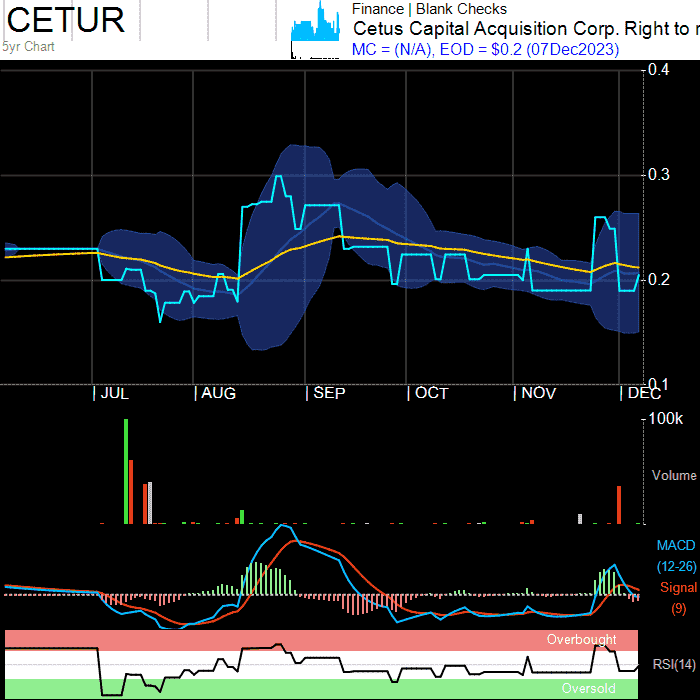 CETUR
5yr Chart
Finance | Blank Checks
Cetus Capital Acquisition Corp. Right to r
MC = (N/A), EOD = $0.2 (07Dec2023)
0.4
0.3
0.2
0.1
JUL AUG SEP OCT NOV DEC
100k
Volume
MACD
(12-26)
Signal
(9)
Overbought
RSI(14)
Oversold